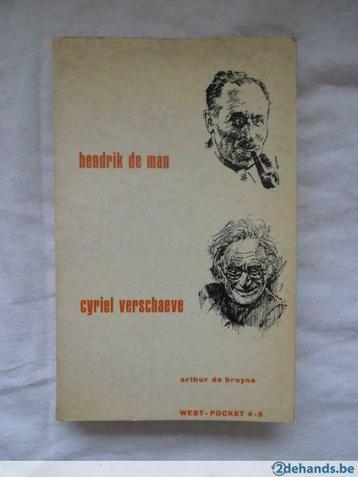 hendrik de man
cyriel verschaeve
arthur de bruyne
WEST-POCKET 4-5
2dehands.be